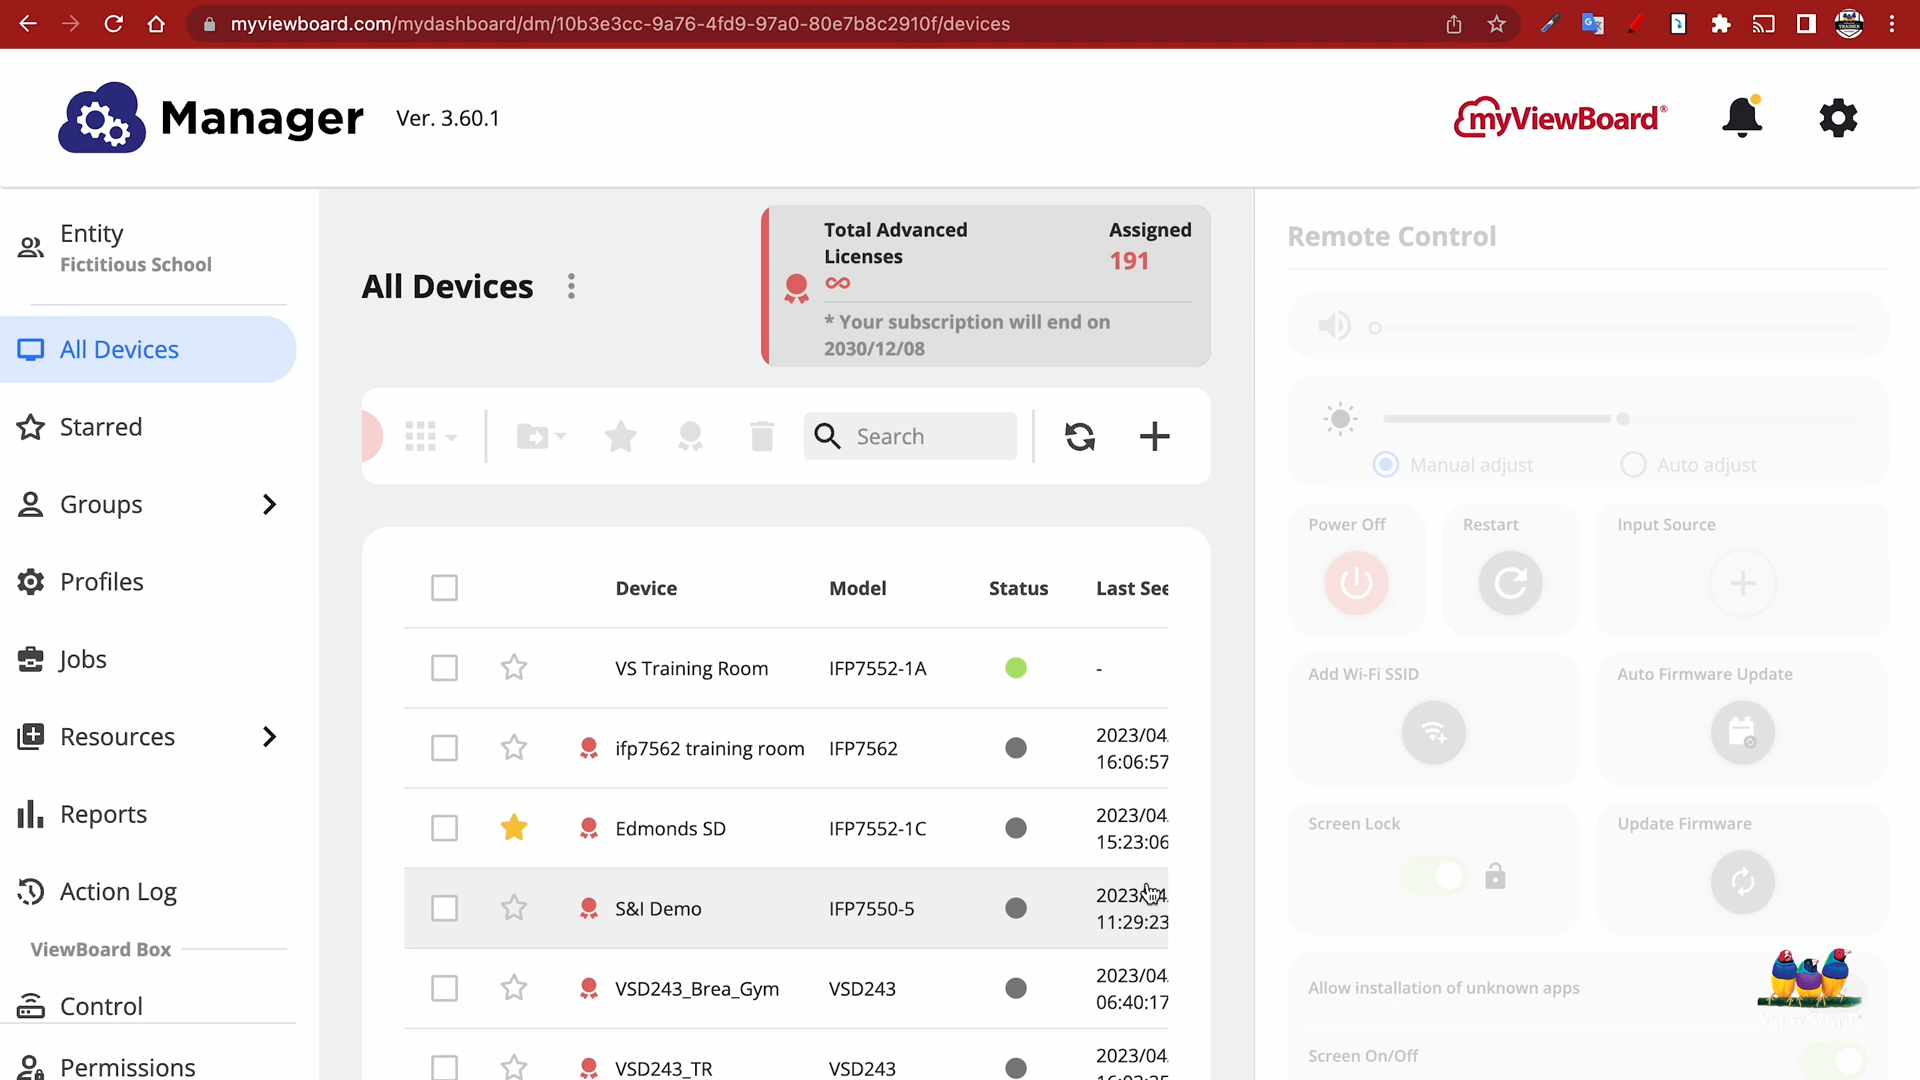 myviewboard.com/mydashboard/dm/10b3e3cc-9a76-4fd9-97a0-80e7b8c2910f/devices
Manager Ver. 3.60.1
myViewBoard®
Entity
Fictitious School
All Devices
Starred
Groups
Profiles
Jobs
Resources
Reports
Action Log
ViewBoard Box
Control
Permissions
All Devices
Total Advanced
Licenses
∞
Assigned
191
* Your subscription will end on
2030/12/08
Search
Device Model Status Last See
VS Training Room IFP7552-1A -
ifp7562 training room IFP7562 2023/04
16:06:57
Edmonds SD IFP7552-1C 2023/04
15:23:06
S&I Demo IFP7550-5 2023/04
11:29:23
VSD243_Brea_Gym VSD243 2023/04
06:40:17
VSD243_TR VSD243 2023/04
Remote Control
Manual adjust Auto adjust
Power Off Restart Input Source
Add Wi-Fi SSID Auto Firmware Update
Screen Lock Update Firmware
Allow installation of unknown apps
ViewSonic
Screen On/Off